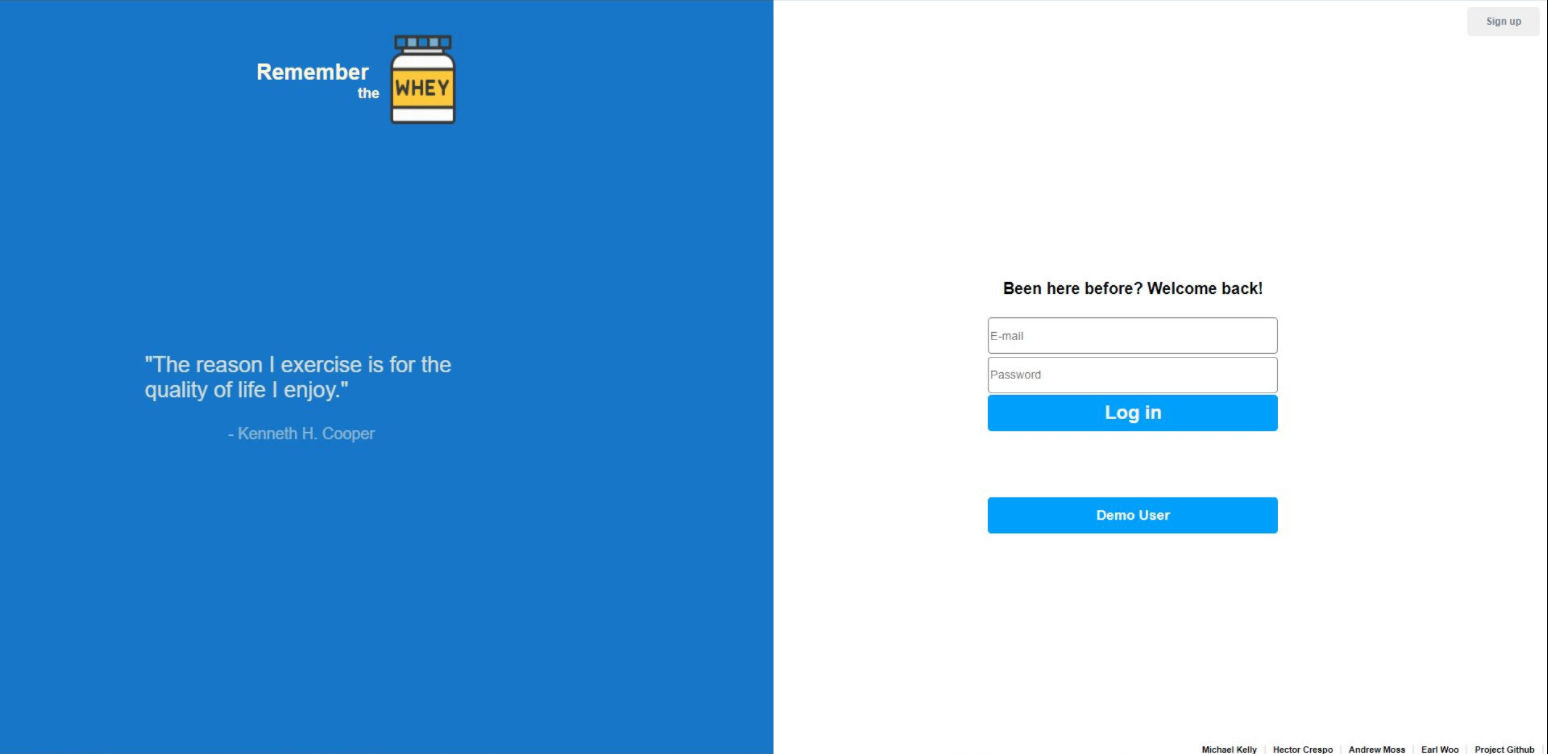 Remember
the
WHEY
"The reason I exercise is for the
quality of life I enjoy."
- Kenneth H. Cooper
Sign up
Been here before? Welcome back!
E-mail
Password
Log in
Demo User
Michael Kelly | Hector Crespo | Andrew Moss | Earl Woo | Project Github